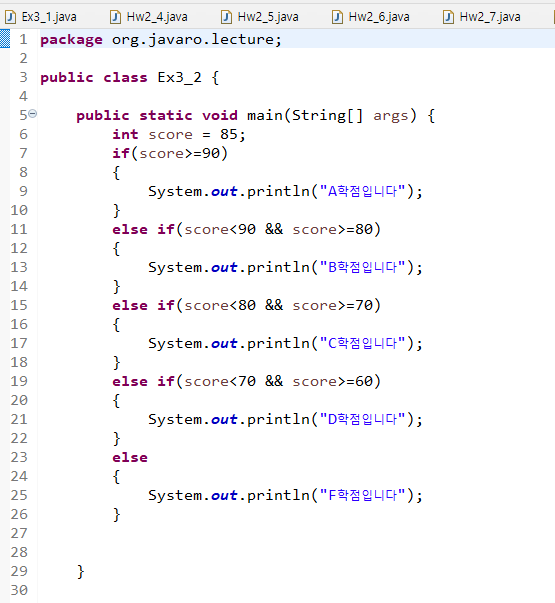 Ex3_1.java Hw2_4.java Hw2_5.java Hw2_6.java Hw2_7.java
1 package org.javaro.lecture;
2
3 public class Ex3_2 {
4
5 public static void main(String[] args) {
6 int score = 85;
7 if(score>=90)
8 {
9 System.out.println("A학점입니다");
10 }
11 else if(score<90 && score>=80)
12 {
13 System.out.println("B학점입니다");
14 }
15 else if(score<80 && score>=70)
16 {
17 System.out.println("C학점입니다");
18 }
19 else if(score<70 && score>=60)
20 {
21 System.out.println("D학점입니다");
22 }
23 else
24 {
25 System.out.println("F학점입니다");
26 }
27
28
29 }
30